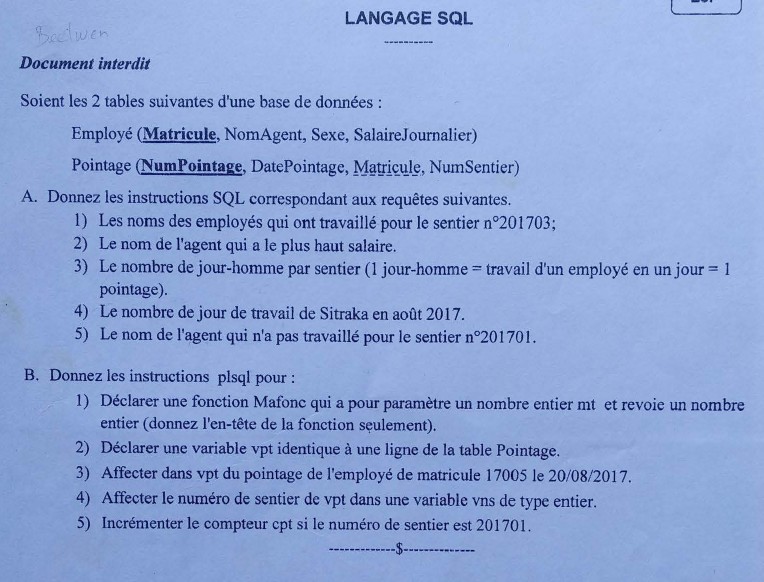 LANGAGE SQL
----------
Document interdit
Soient les 2 tables suivantes d'une base de données :
Employé (Matricule, NomAgent, Sexe, SalaireJournalier)
Pointage (NumPointage, DatePointage, Matricule, NumSentier)
A. Donnez les instructions SQL correspondant aux requêtes suivantes.
1) Les noms des employés qui ont travaillé pour le sentier n°201703;
2) Le nom de l'agent qui a le plus haut salaire.
3) Le nombre de jour-homme par sentier (1 jour-homme = travail d'un employé en un jour = 1
pointage).
4) Le nombre de jour de travail de Sitraka en août 2017.
5) Le nom de l'agent qui n'a pas travaillé pour le sentier n°201701.
B. Donnez les instructions plsql pour :
1) Déclarer une fonction Mafonc qui a pour paramètre un nombre entier mt et revoie un nombre
entier (donnez l'en-tête de la fonction seulement).
2) Déclarer une variable vpt identique à une ligne de la table Pointage.
3) Affecter dans vpt du pointage de l'employé de matricule 17005 le 20/08/2017.
4) Affecter le numéro de sentier de vpt dans une variable vns de type entier.
5) Incrémenter le compteur cpt si le numéro de sentier est 201701.
-------------$--------------